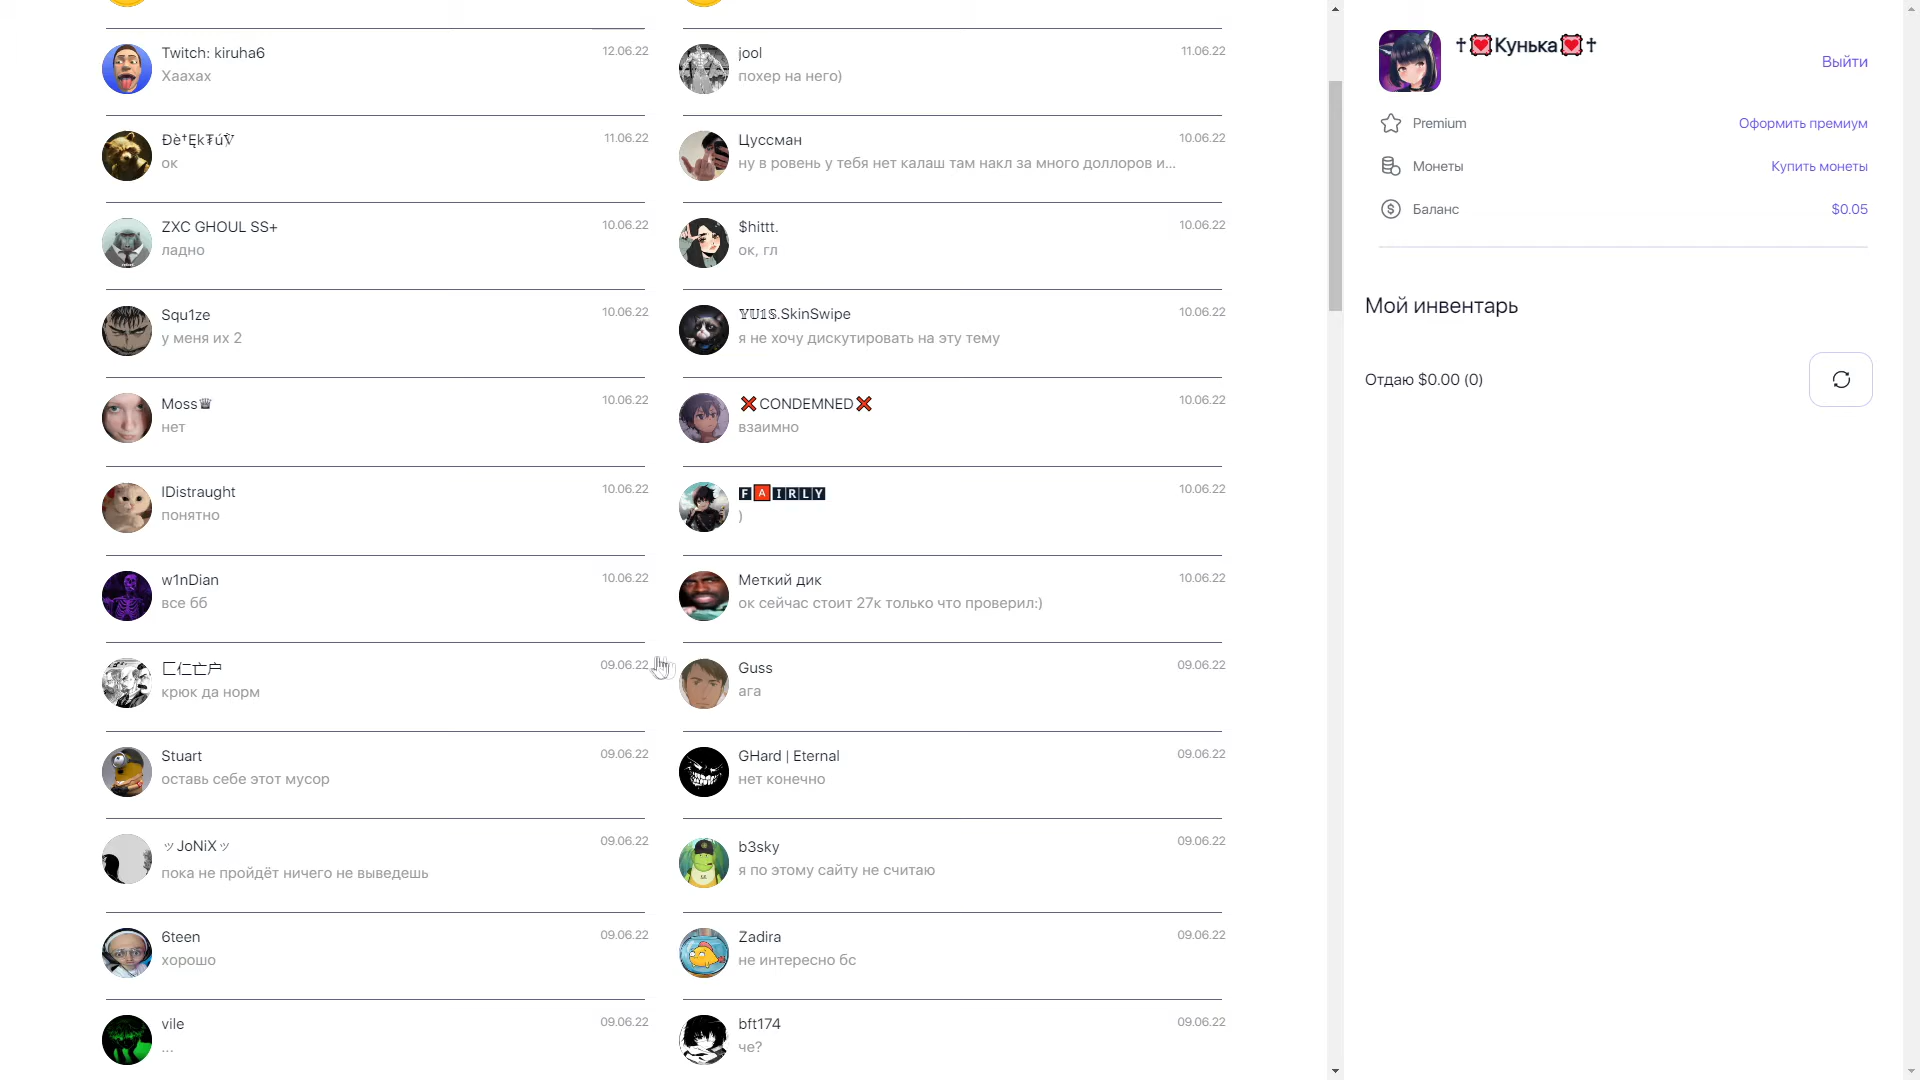 Twitch: kiruha6
12.06.22
Хаахах
jool
11.06.22
похер на него)
Đè†Ęk₮ú℣
11.06.22
ок
Цуссман
10.06.22
ну в ровень у тебя нет калаш там накл за много доллоров и...
ZXC GHOUL SS+
10.06.22
ладно
$hittt.
10.06.22
ок, гл
Squ1ze
10.06.22
у меня их 2
𝕐𝕌𝟙𝕊.SkinSwipe
10.06.22
я не хочу дискутировать на эту тему
Moss♕
10.06.22
нет
❌CONDEMNED❌
10.06.22
взаимно
IDistraught
10.06.22
понятно
🅵🅰🅸🆁🅻🆈
10.06.22
)
w1nDian
10.06.22
все бб
Меткий дик
10.06.22
ок сейчас стоит 27к только что проверил:)
匚仁亡户
09.06.22
крюк да норм
Guss
09.06.22
ага
Stuart
09.06.22
оставь себе этот мусор
GHard | Eternal
09.06.22
нет конечно
ッJoNiXッ
09.06.22
пока не пройдёт ничего не выведешь
b3sky
09.06.22
я по этому сайту не считаю
6teen
09.06.22
хорошо
Zadira
09.06.22
не интересно бс
vile
09.06.22
...
bft174
09.06.22
че?
†💟Кунька💟†
Выйти
Premium
Оформить премиум
Монеты
Купить монеты
Баланс
$0.05
Мой инвентарь
Отдаю $0.00 (0)